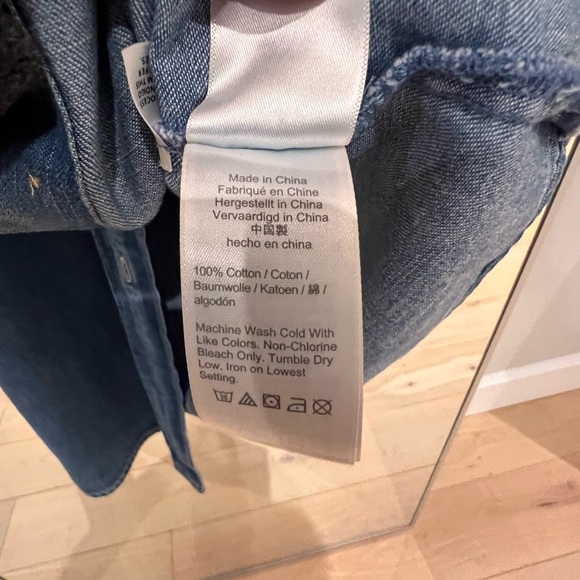 Made in China
Fabriqué en Chine
Hergestellt in China
Vervaardigd in China
中国製
hecho en china
100% Cotton / Coton /
Baumwolle / Katoen / 綿 /
algodón
Machine Wash Cold With
Like Colors. Non-Chlorine
Bleach Only. Tumble Dry
Low. Iron on Lowest
Setting.